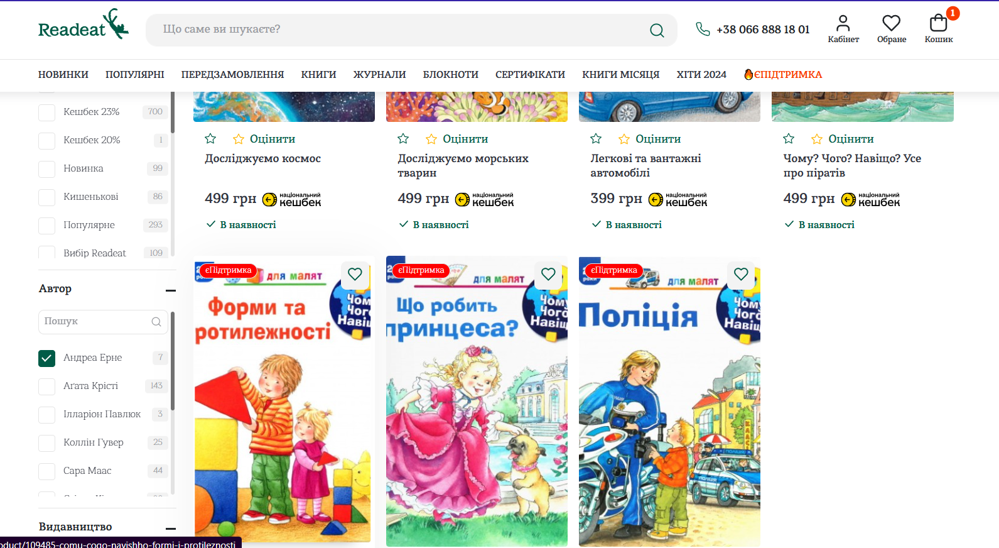 Readeat
Що саме ви шукаєте?
+38 066 888 18 01
Кабінет
Обране
1
Кошик
НОВИНКИ
ПОПУЛЯРНІ
ПЕРЕДЗАМОВЛЕННЯ
КНИГИ
ЖУРНАЛИ
БЛОКНОТИ
СЕРТИФІКАТИ
КНИГИ МІСЯЦЯ
ХІТИ 2024
ЄПІДТРИМКА
Кешбек 23% 700
Кешбек 20% 1
Новинка 99
Кишенькові 86
Популярне 293
Вибір Readeat 109
Автор
Пошук
Андреа Ерне 7
Аґата Крісті 143
Ілларіон Павлюк 3
Коллін Гувер 25
Сара Маас 44
Видавництво
oduct/109485-comu-cogo-navishho-formi-i-protileznosti
Оцінити
Досліджуємо космос
499 грн
національний
кешбек
В наявності
Оцінити
Досліджуємо морських
тварин
499 грн
національний
кешбек
В наявності
Оцінити
Легкові та вантажні
автомобілі
399 грн
національний
кешбек
В наявності
Оцінити
Чому? Чого? Навіщо? Усе
про піратів
499 грн
національний
кешбек
В наявності
єПідтримка
для малят
Форми та
ротилежності
Чом
Чого
Навіщ
єПідтримка
для малят
Що робить
принцеса?
Чом
Чого
Навіщ
єПідтримка
для малят
Поліція
Чом
Чого
Навіщ
ПОЛІЦІЯ